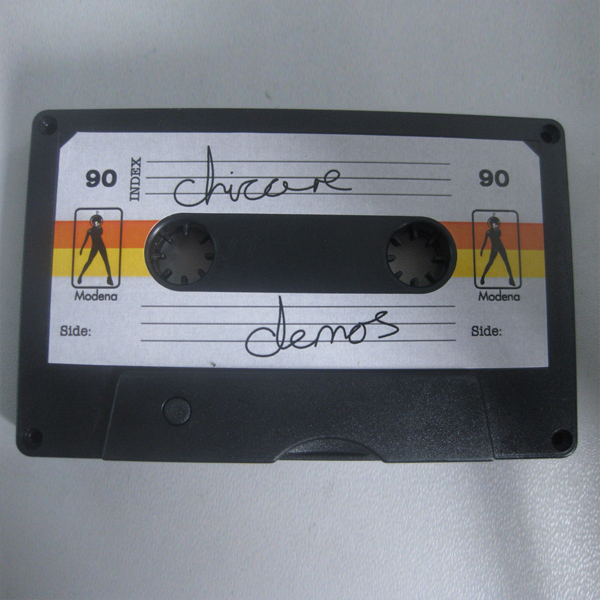 90 INDEX chicane 90
Modena Modena
Side: demos Side: